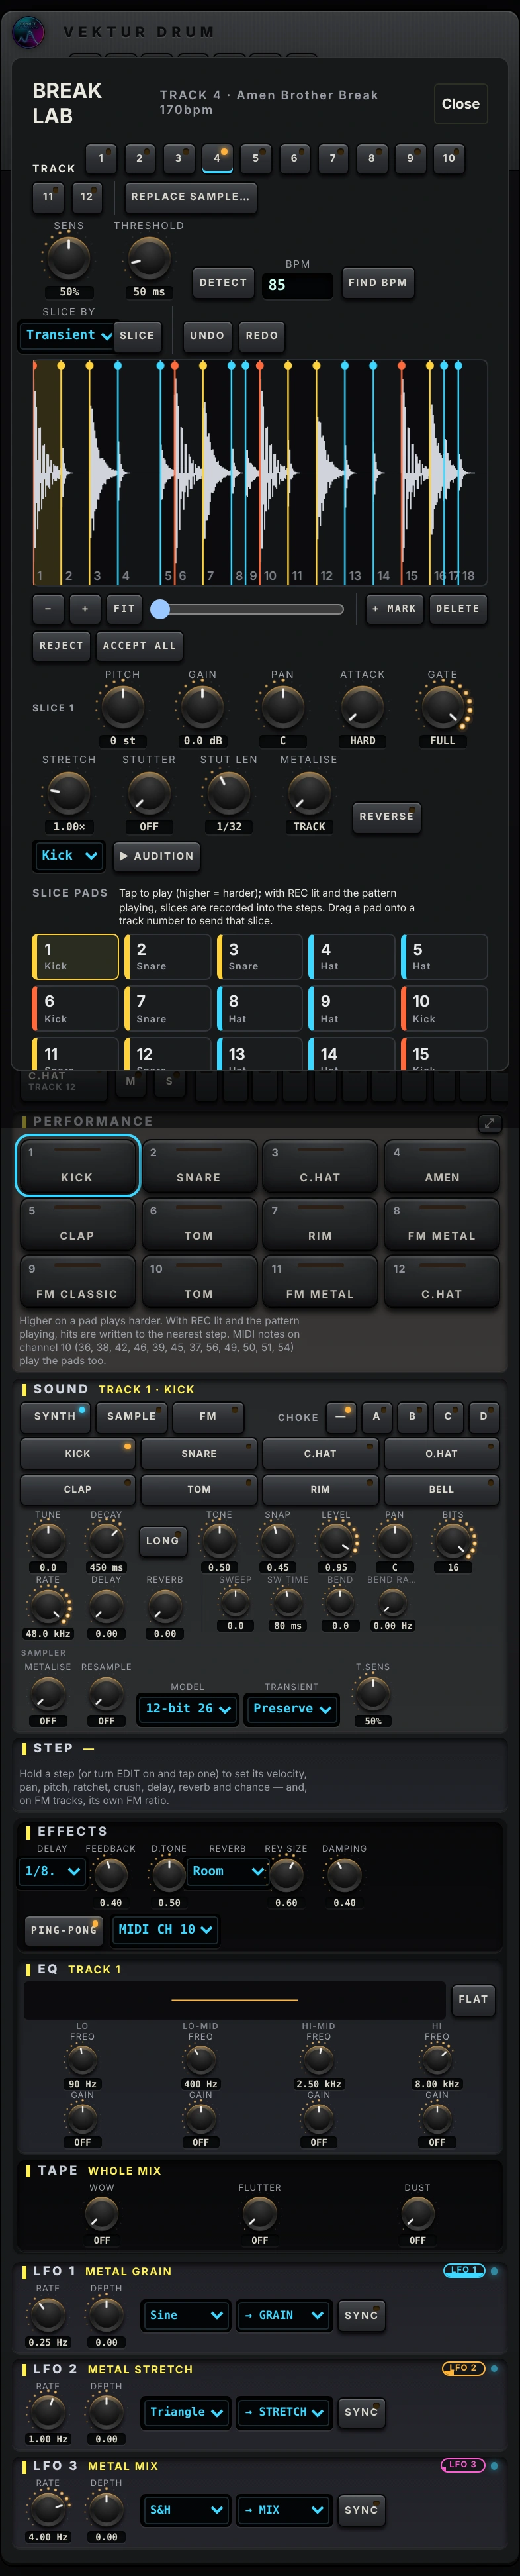 VEKTUR DRUM
BREAK LAB
TRACK 4 · Amen Brother Break 170bpm
Close
TRACK 1 2 3 4 5 6 7 8 9 10
11 12 REPLACE SAMPLE…
SENS THRESHOLD
BPM
DETECT 85 FIND BPM
50% 50 ms
SLICE BY
Transient SLICE UNDO REDO
1 2 3 4 5 6 7 8 9 10 11 12 13 14 15 16 17 18
− + FIT + MARK DELETE
REJECT ACCEPT ALL
PITCH GAIN PAN ATTACK GATE
SLICE 1
0 st 0.0 dB C HARD FULL
STRETCH STUTTER STUT LEN METALISE
REVERSE
1.00× OFF 1/32 TRACK
Kick ▶ AUDITION
SLICE PADS
Tap to play (higher = harder); with REC lit and the pattern
playing, slices are recorded into the steps. Drag a pad onto a
track number to send that slice.
1 2 3 4 5
Kick Snare Snare Hat Hat
6 7 8 9 10
Kick Snare Hat Hat Kick
11 12 13 14 15
Snare Snare Hat Hat Kick
C.HAT
TRACK 12
M S
PERFORMANCE
1 2 3 4
KICK SNARE C.HAT AMEN
5 6 7 8
CLAP TOM RIM FM METAL
9 10 11 12
FM CLASSIC TOM FM METAL C.HAT
Higher on a pad plays harder. With REC lit and the pattern
playing, hits are written to the nearest step. MIDI notes on
channel 10 (36, 38, 42, 46, 39, 45, 37, 56, 49, 50, 51, 54)
play the pads too.
SOUND TRACK 1 · KICK
SYNTH SAMPLE FM CHOKE — A B C D
KICK SNARE C.HAT O.HAT
CLAP TOM RIM BELL
TUNE DECAY TONE SNAP LEVEL PAN BITS
LONG
0.0 450 ms 0.50 0.45 0.95 C 16
RATE DELAY REVERB SWEEP SW TIME BEND BEND RA…
0.0 80 ms 0.0 0.00 Hz
48.0 kHz 0.00 0.00
SAMPLER
METALISE RESAMPLE MODEL TRANSIENT T.SENS
12-bit 26 Preserve
OFF OFF 50%
STEP —
Hold a step (or turn EDIT on and tap one) to set its velocity,
pan, pitch, ratchet, crush, delay, reverb and chance — and,
on FM tracks, its own FM ratio.
EFFECTS
DELAY FEEDBACK D.TONE REVERB REV SIZE DAMPING
1/8. Room
0.40 0.50 0.60 0.40
PING-PONG MIDI CH 10
EQ TRACK 1
FLAT
LO LO-MID HI-MID HI
FREQ FREQ FREQ FREQ
90 Hz 400 Hz 2.50 kHz 8.00 kHz
GAIN GAIN GAIN GAIN
OFF OFF OFF OFF
TAPE WHOLE MIX
WOW FLUTTER DUST
OFF OFF OFF
LFO 1 METAL GRAIN LFO 1
RATE DEPTH
Sine → GRAIN SYNC
0.25 Hz 0.00
LFO 2 METAL STRETCH LFO 2
RATE DEPTH
Triangle → STRETCH SYNC
1.00 Hz 0.00
LFO 3 METAL MIX LFO 3
RATE DEPTH
S&H → MIX SYNC
4.00 Hz 0.00